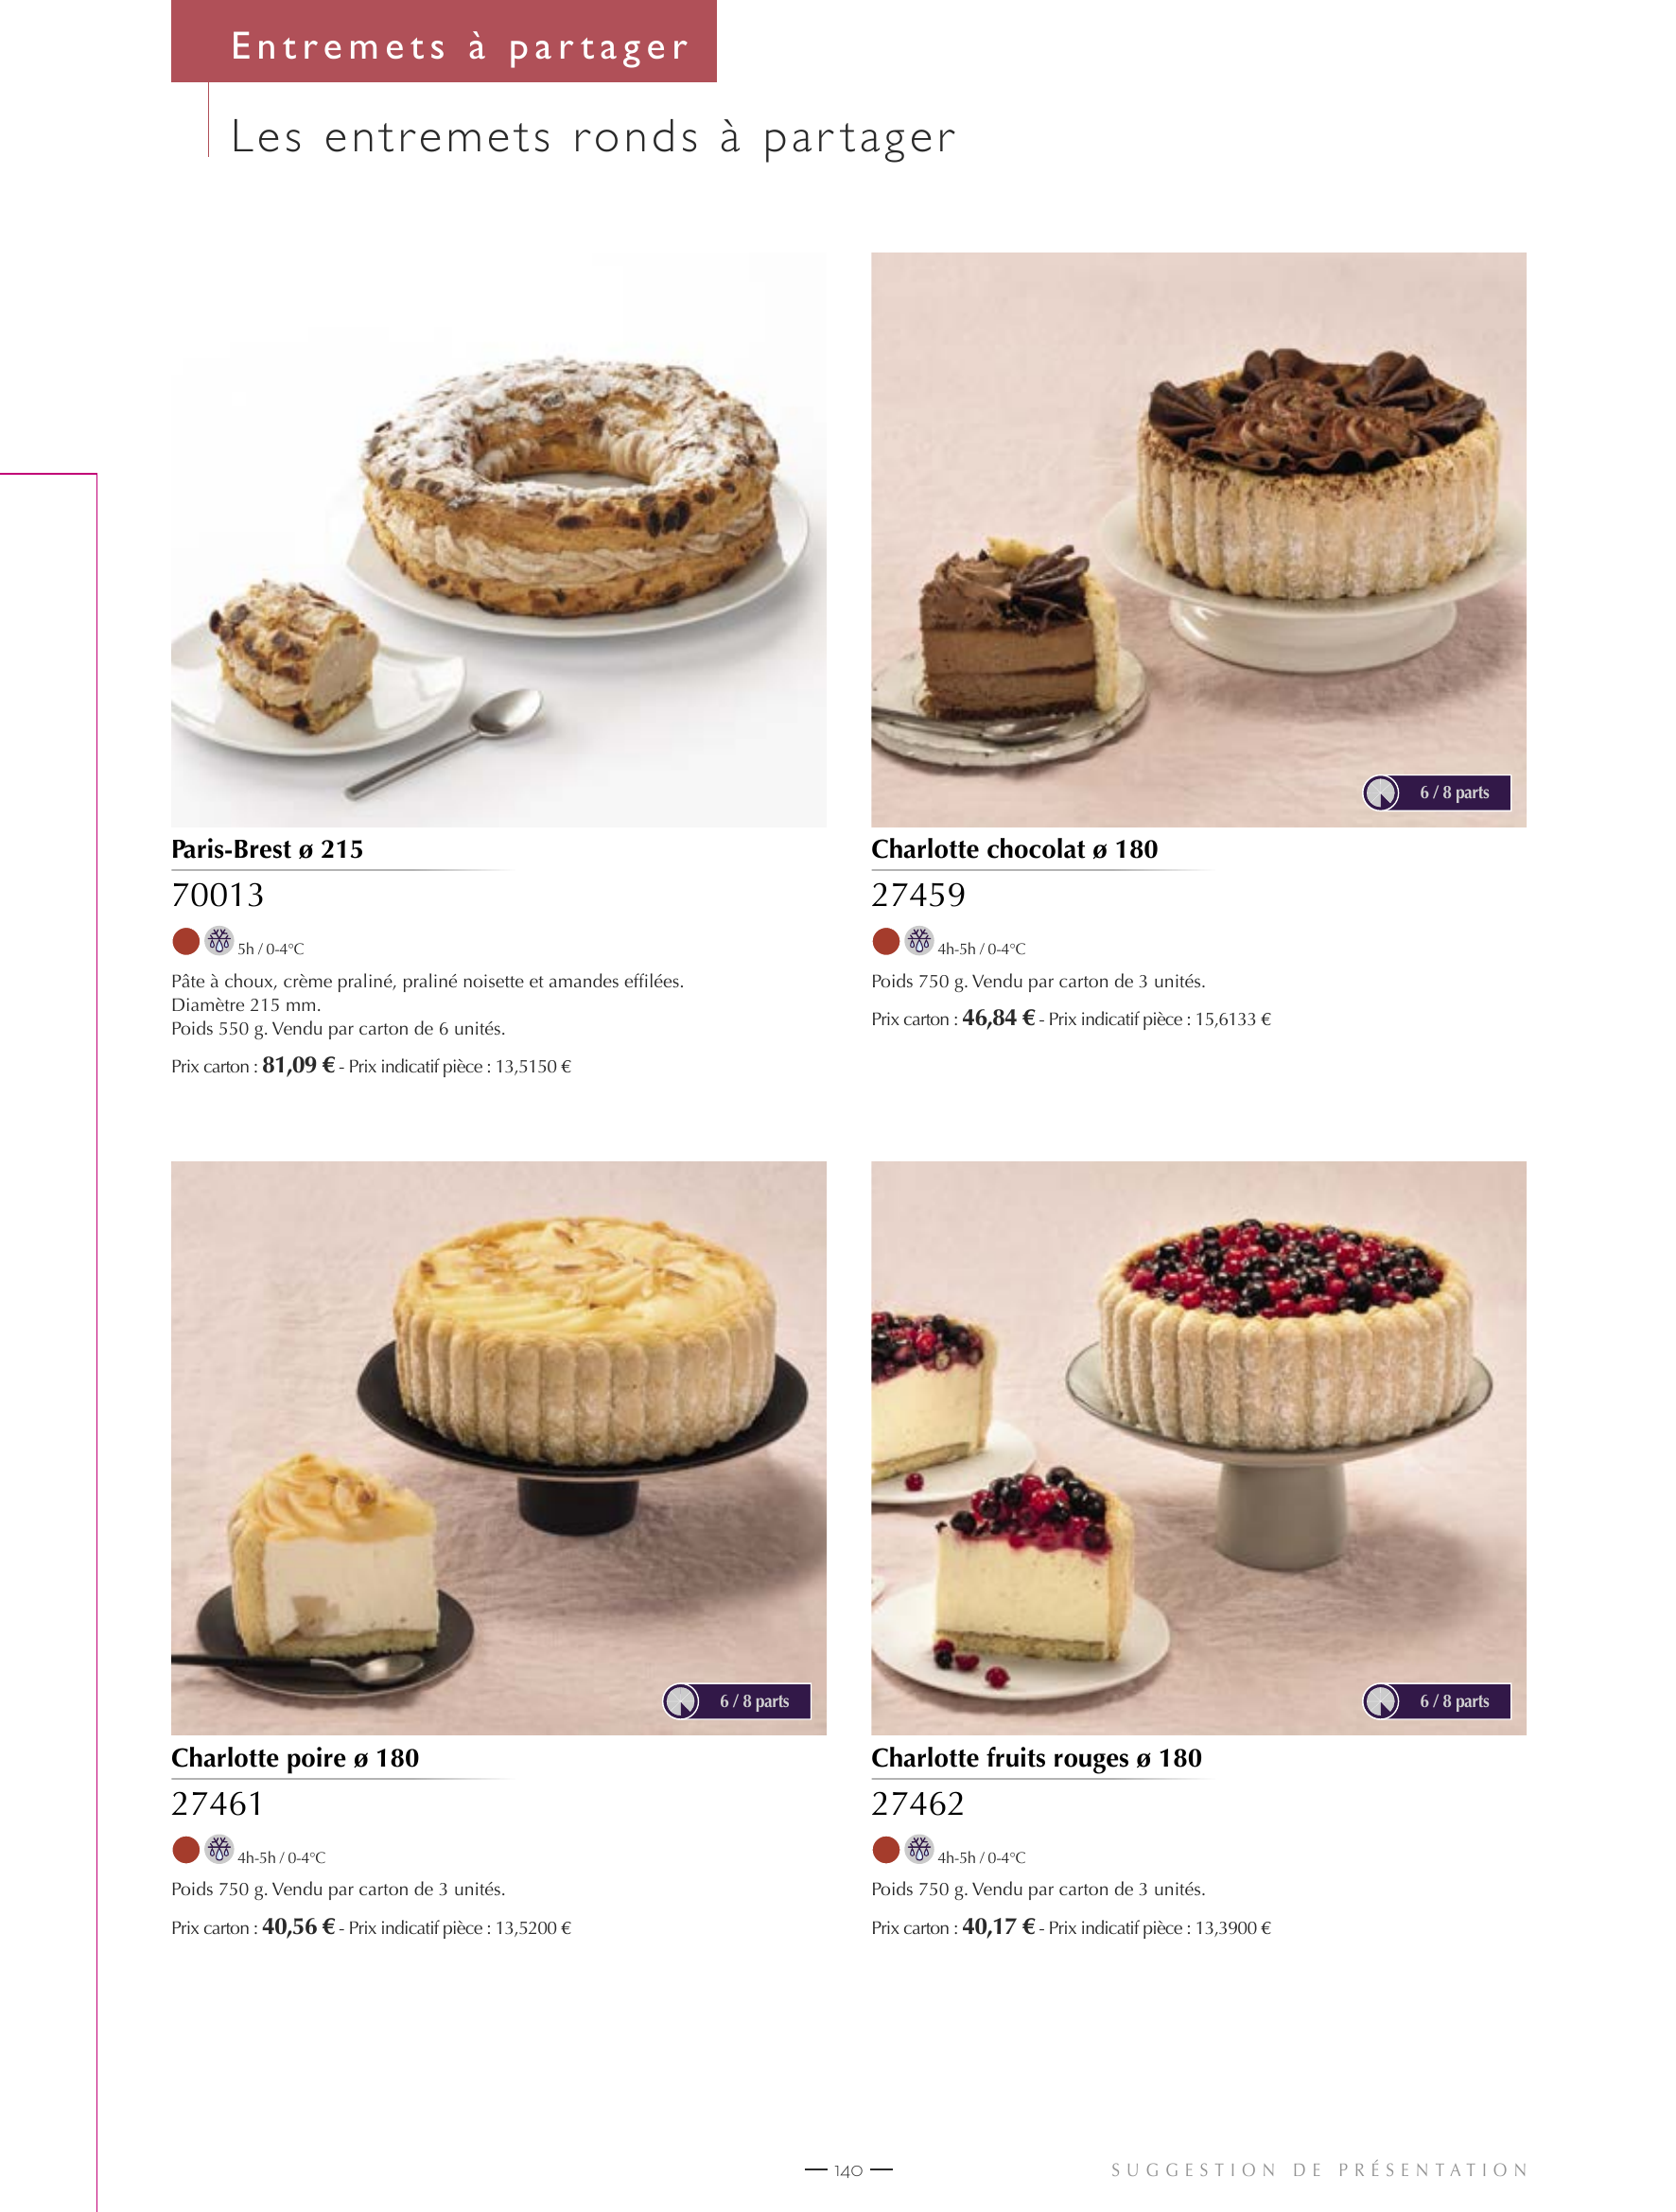 Entremets à partager
Les entremets ronds à partager
Paris-Brest ø 215
70013
5h / 0-4°C
Pâte à choux, crème praliné, praliné noisette et amandes effilées.
Diamètre 215 mm.
Poids 550 g. Vendu par carton de 6 unités.
Prix carton : 81,09 € - Prix indicatif pièce : 13,5150 €
6 / 8 parts
Charlotte chocolat ø 180
27459
4h-5h / 0-4°C
Poids 750 g. Vendu par carton de 3 unités.
Prix carton : 46,84 € - Prix indicatif pièce : 15,6133 €
6 / 8 parts
Charlotte poire ø 180
27461
4h-5h / 0-4°C
Poids 750 g. Vendu par carton de 3 unités.
Prix carton : 40,56 € - Prix indicatif pièce : 13,5200 €
6 / 8 parts
Charlotte fruits rouges ø 180
27462
4h-5h / 0-4°C
Poids 750 g. Vendu par carton de 3 unités.
Prix carton : 40,17 € - Prix indicatif pièce : 13,3900 €
140
SUGGESTION DE PRÉSENTATION